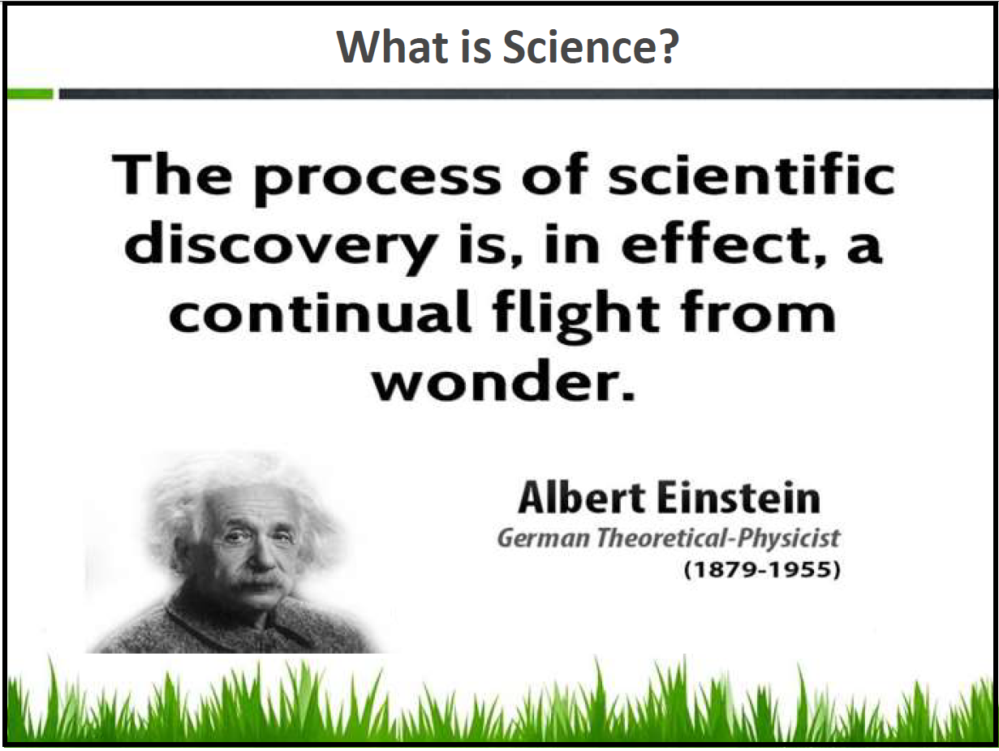 What is Science?
The process of scientific
discovery is, in effect, a
continual flight from
wonder.
Albert Einstein
German Theoretical-Physicist
(1879-1955)